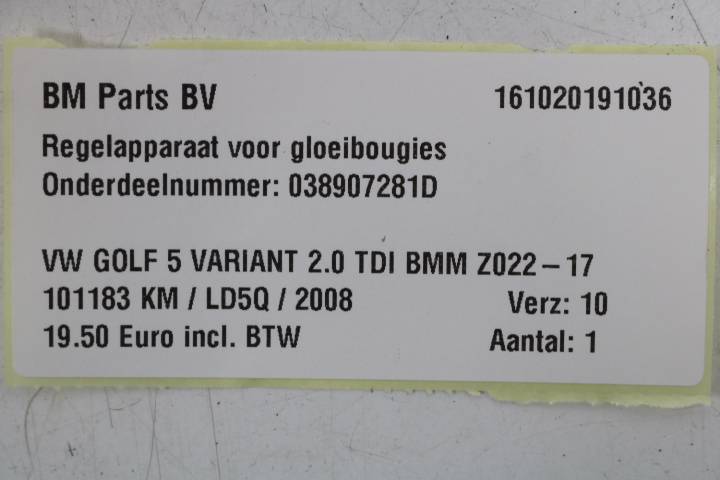 BM Parts BV 161020191036
Regelapparaat voor gloeibougies
Onderdeelnummer: 038907281D
VW GOLF 5 VARIANT 2.0 TDI BMM Z022-17
101183 KM / LD5Q / 2008 Verz: 10
19.50 Euro incl. BTW Aantal: 1